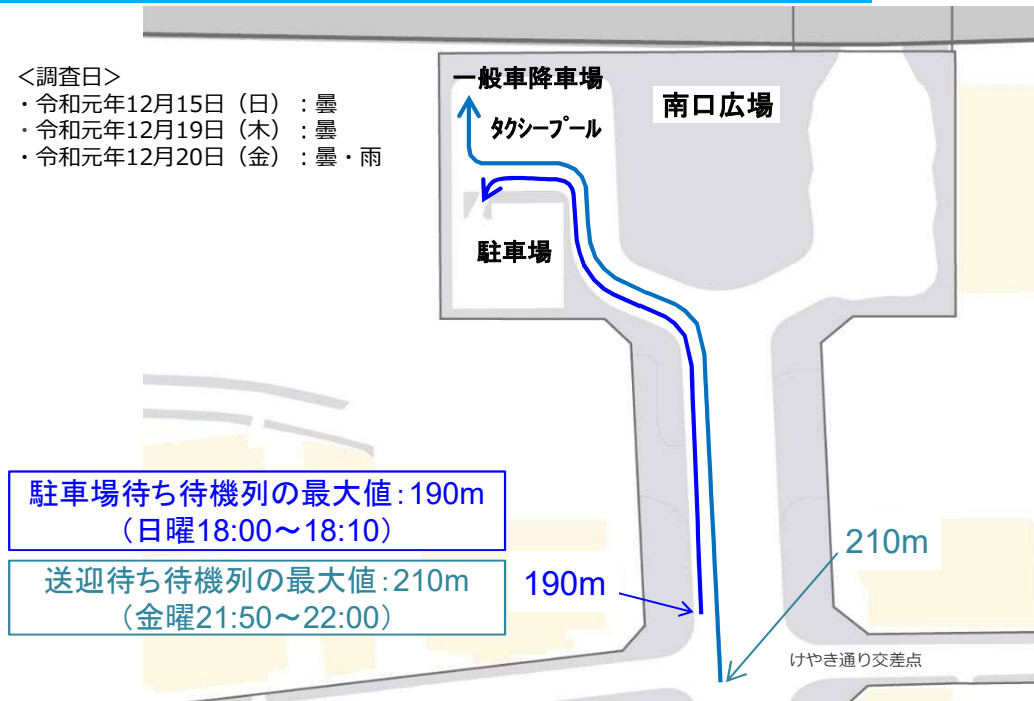 ＜調査日＞
・令和元年12月15日（日）：曇
・令和元年12月19日（木）：曇
・令和元年12月20日（金）：曇・雨
一般車降車場
タクシープール
南口広場
駐車場
駐車場待ち待機列の最大値：190m
（日曜18:00～18:10）
送迎待ち待機列の最大値：210m
（金曜21:50～22:00）
190m
210m
けやき通り交差点